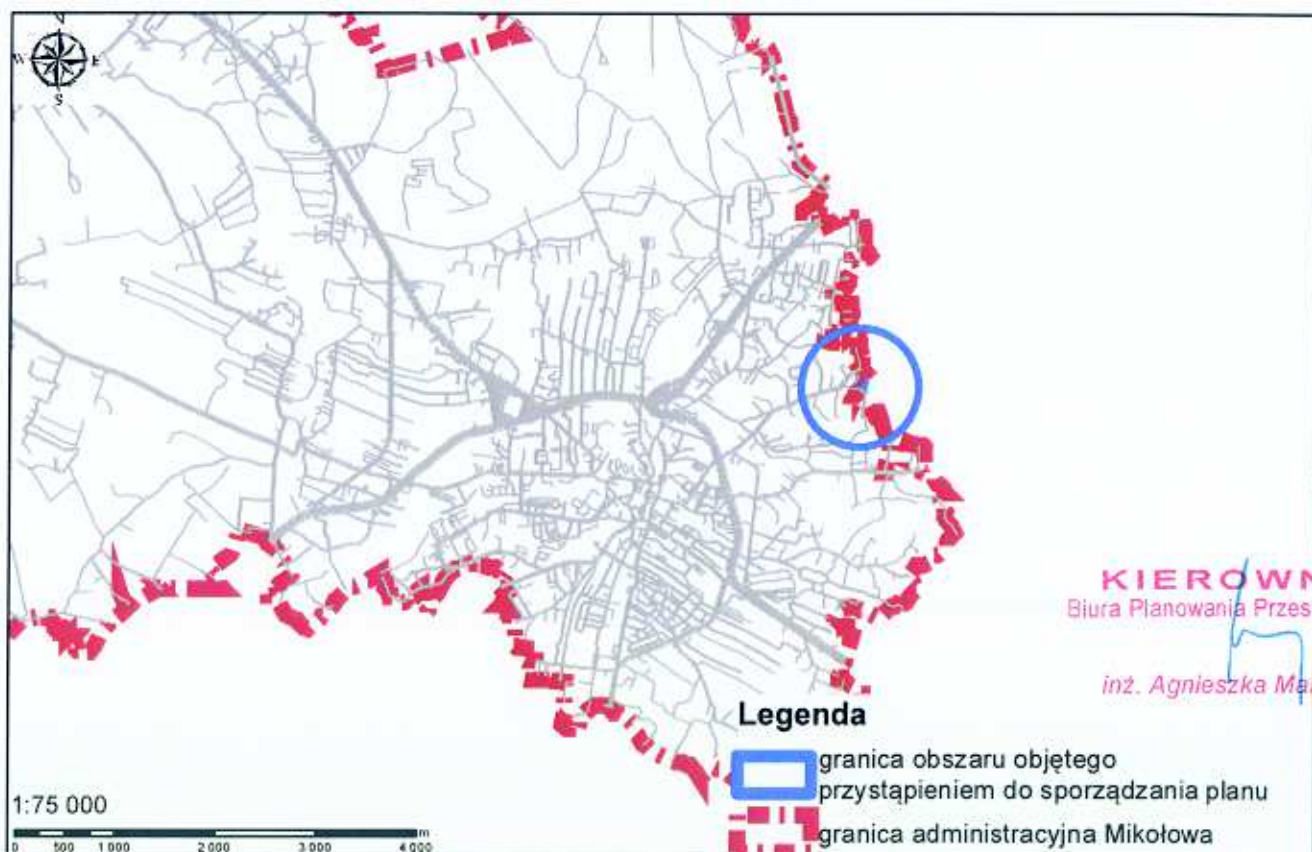 W E
S
KIEROWN
Biura Planowania Przes
inż. Agnieszka
Legenda
granica obszaru objętego
przystąpieniem do sporządzania planu
granica administracyjna Mikołowa
1:75 000
m
0 500 1 000 2 000 3 000 4 000